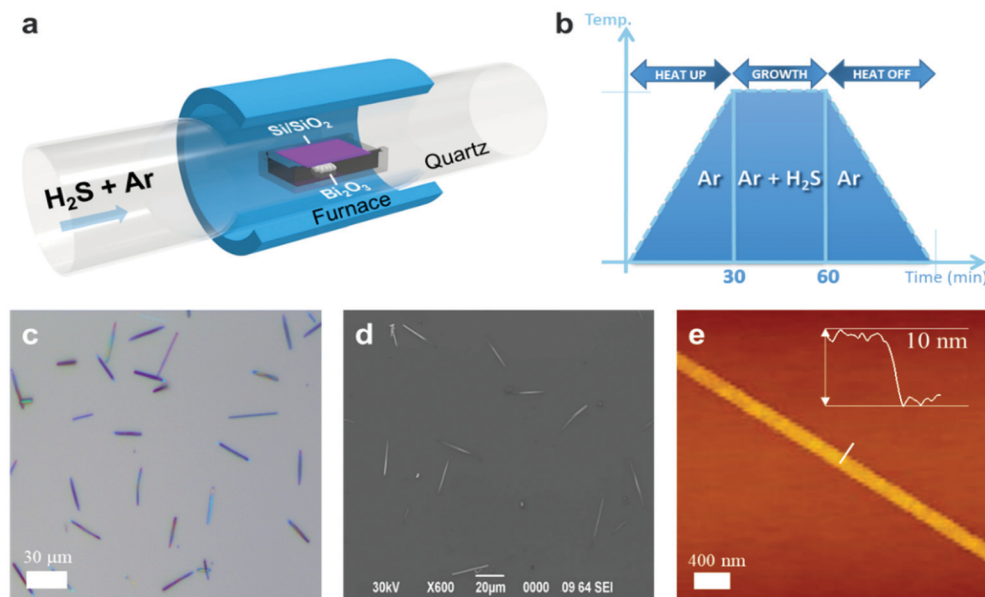 a
H₂S + Ar
Si/SiO₂
Bi₂O₃
Furnace
Quartz
b
Temp.
HEAT UP
GROWTH
HEAT OFF
Ar
Ar + H₂S
Ar
30
60
Time (min)
c
30 µm
d
30kV X600 20µm 0000 09 64 SEI
e
10 nm
400 nm